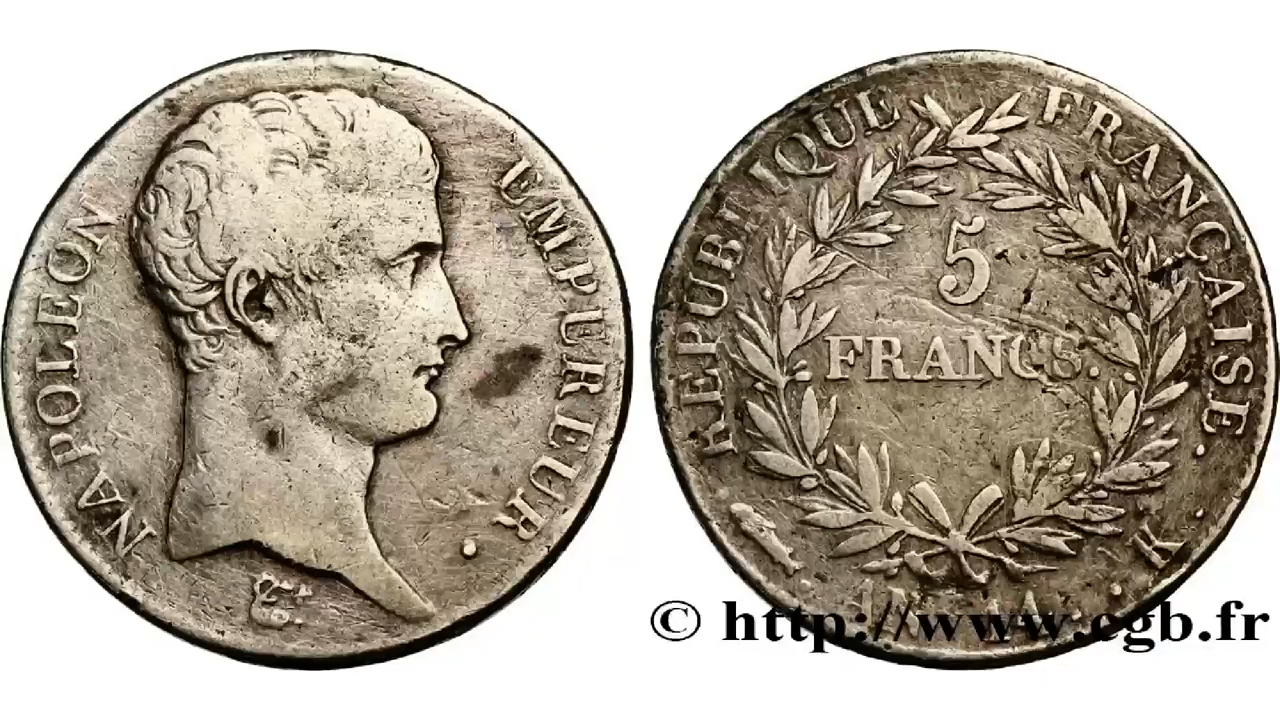 NAPOLEON EMPEREUR.
REPUBLIQUE FRANÇAISE.
5
FRANCS.
K
© http://www.cgb.fr